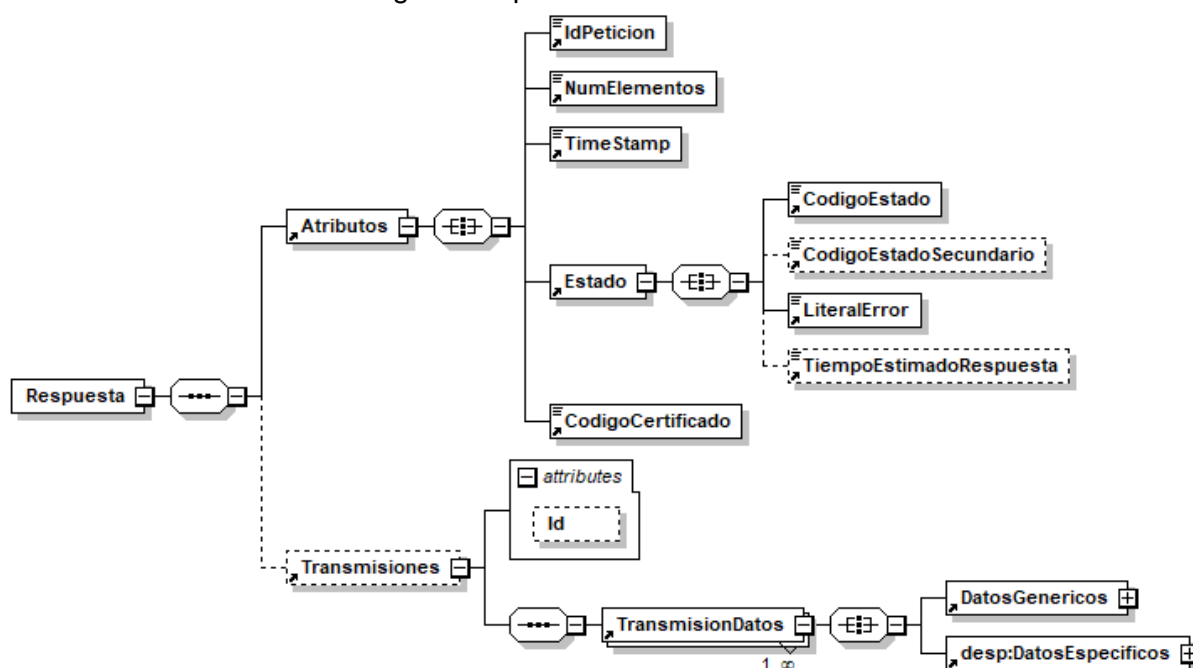 IdPeticion
NumElementos
TimeStamp
CodigoEstado
Atributos
CodigoEstadoSecundario
Estado
LiteralError
TiempoEstimadoRespuesta
Respuesta
CodigoCertificado
attributes
Id
Transmisiones
DatosGenericos
TransmisionDatos
desp:DatosEspecificos
1 ∞